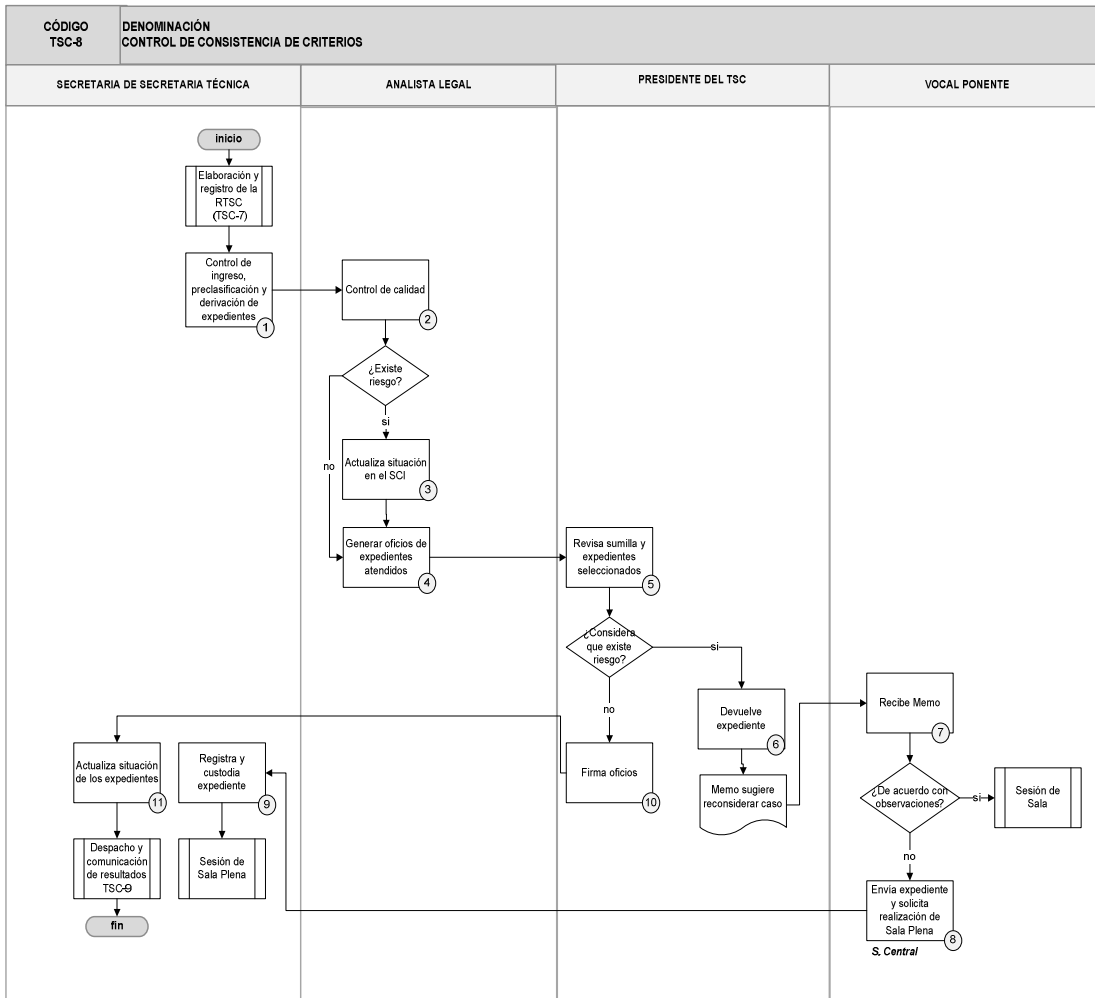 CÓDIGO
TSC-8
DENOMINACIÓN
CONTROL DE CONSISTENCIA DE CRITERIOS
SECRETARIA DE SECRETARIA TÉCNICA
ANALISTA LEGAL
PRESIDENTE DEL TSC
VOCAL PONENTE
inicio
Elaboración y
registro de la
RTSC
(TSC-7)
Control de
ingreso,
preclasificación y
derivación de
expedientes
1
Control de calidad
2
¿Existe
riesgo?
si
no
Actualiza situación
en el SCI
3
Generar oficios de
expedientes
atendidos
4
Revisa sumilla y
expedientes
seleccionados
5
¿Considera
que existe
riesgo?
si
no
Devuelve
expediente
6
Memo sugiere
reconsiderar caso
Recibe Memo
7
¿De acuerdo con
observaciones?
si
Sesión de
Sala
no
Envía expediente
y solicita
realización de
Sala Plena
8
S. Central
Registra y
custodia
expediente
9
Sesión de
Sala Plena
Firma oficios
10
Actualiza situación
de los expedientes
11
Despacho y
comunicación
de resultados
TSC-9
fin